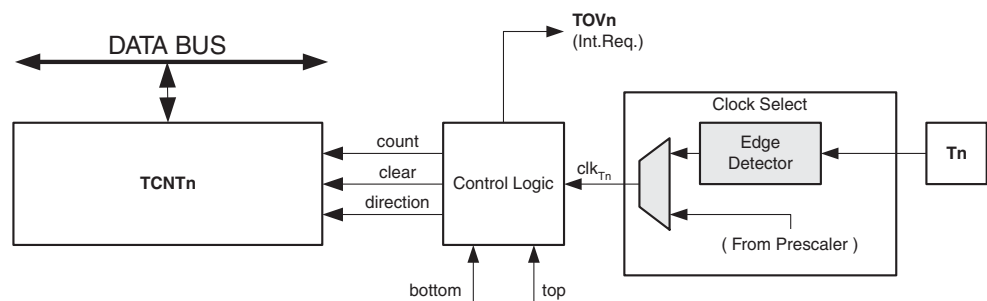 TOVn
(Int.Req.)
DATA BUS
Clock Select
TCNTn
count
clear
direction
Control Logic
clkTn
Edge
Detector
Tn
( From Prescaler )
bottom
top